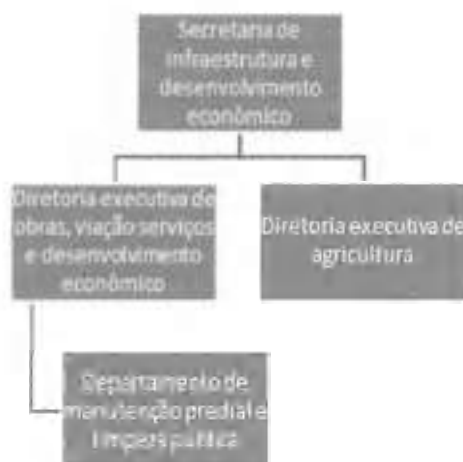 Secretaria de
infraestrutura e
desenvolvimento
econômico
Diretoria executiva de
obras, viação serviços
e desenvolvimento
econômico
Diretoria executiva de
agricultura
Departamento de
manutenção predial e
limpeza pública